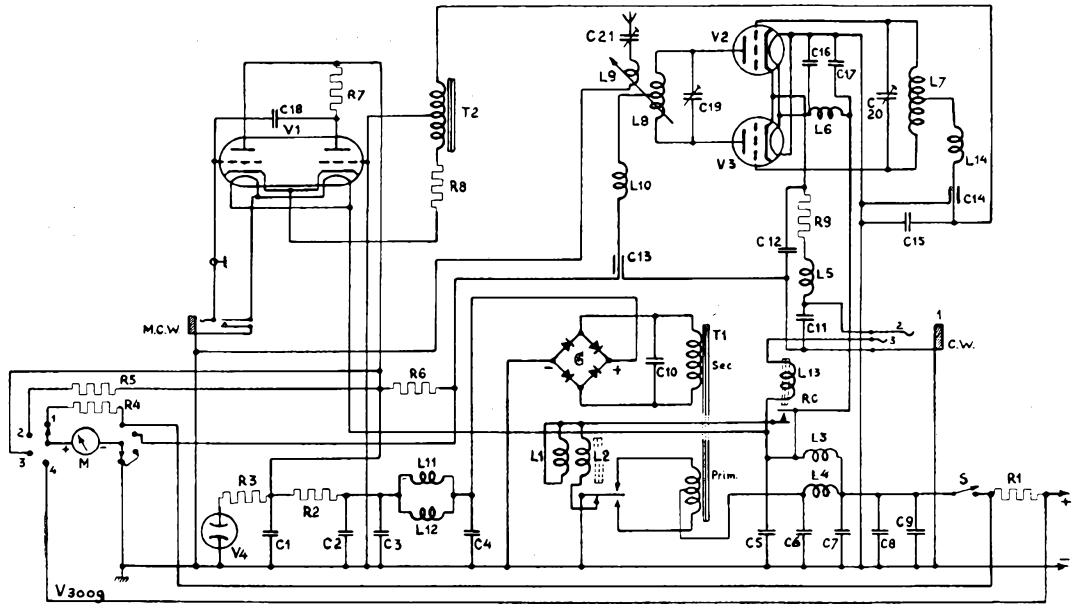 C21
L9
L8
C19
V2
V3
C16
C17
L6
C 20
L7
L14
C14
C15
R7
C18
V1
T2
R8
L10
C13
C12
R9
L5
C11
M.C.W
1
2
3
C.W.
T1
Sec
C10
G
−
+
L13
RC
R5
R6
R4
1
2
3
4
+
M
−
L1
L2
Prim.
L3
L4
S
R1
+
R3
R2
L11
L12
V4
C1
C2
C3
C4
C5
C6
C7
C8
C9
−
V300g